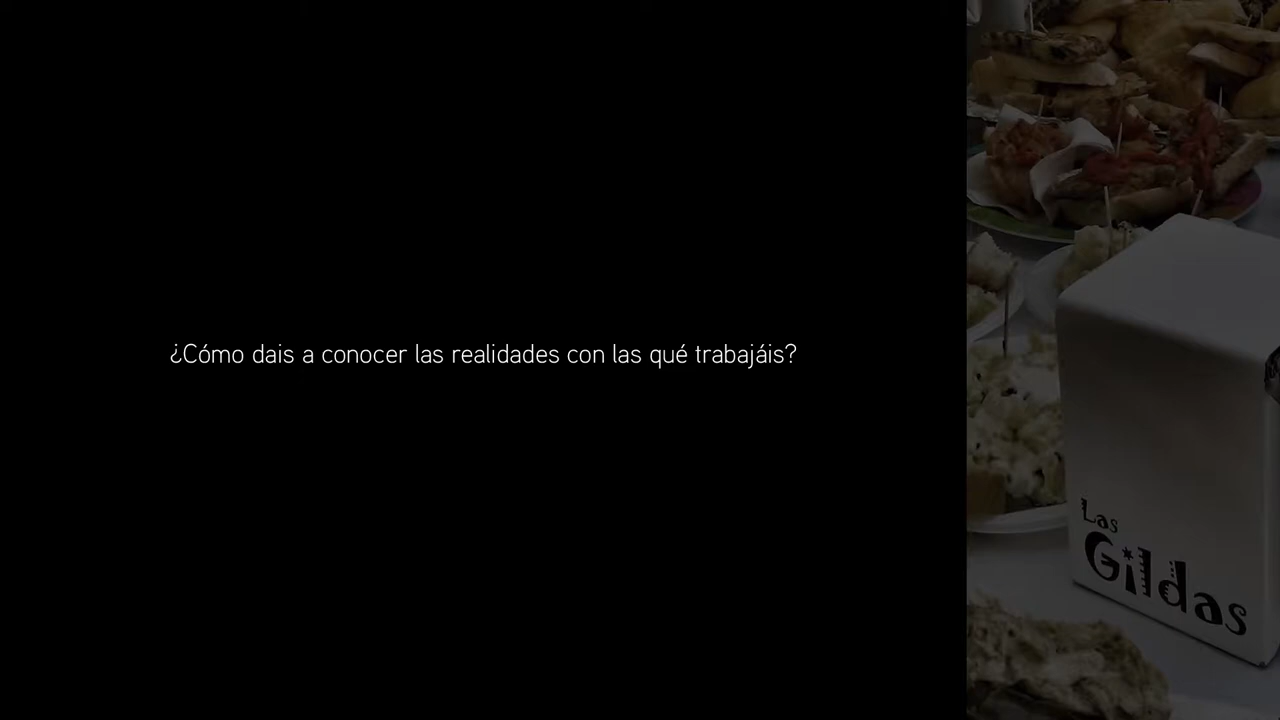 ¿Cómo dais a conocer las realidades con las qué trabajáis?
Las
Gildas